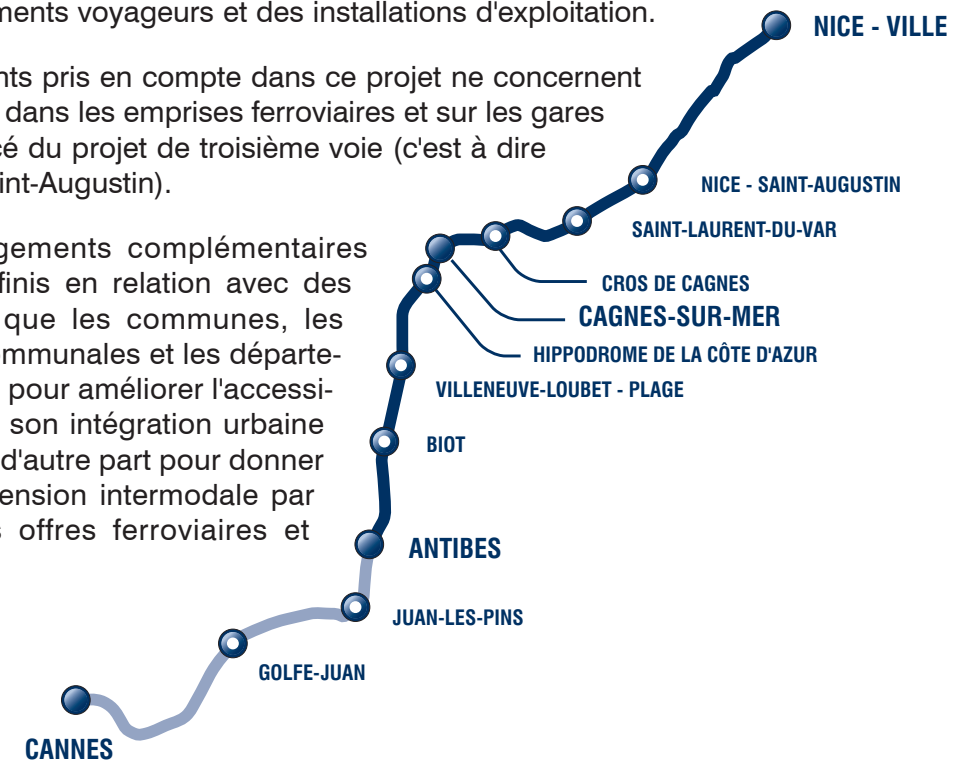 ments voyageurs et des installations d'exploitation.
nts pris en compte dans ce projet ne concernent
dans les emprises ferroviaires et sur les gares
cé du projet de troisième voie (c'est à dire
int-Augustin).
gements complémentaires
finis en relation avec des
que les communes, les
mmunales et les départe-
pour améliorer l'accessi-
son intégration urbaine
d'autre part pour donner
ension intermodale par
s offres ferroviaires et
NICE - VILLE
NICE - SAINT-AUGUSTIN
SAINT-LAURENT-DU-VAR
CROS DE CAGNES
CAGNES-SUR-MER
HIPPODROME DE LA CÔTE D'AZUR
VILLENEUVE-LOUBET - PLAGE
BIOT
ANTIBES
JUAN-LES-PINS
GOLFE-JUAN
CANNES